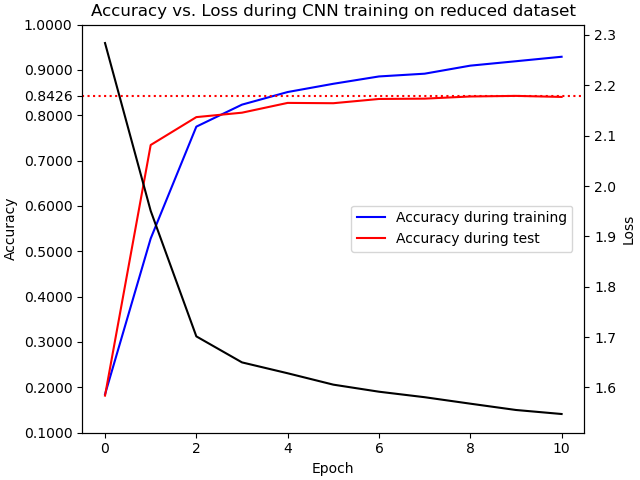 Accuracy vs. Loss during CNN training on reduced dataset
1.0000
0.9000
0.8426
0.8000
0.7000
0.6000
0.5000
0.4000
0.3000
0.2000
0.1000
Accuracy
2.3
2.2
2.1
2.0
1.9
1.8
1.7
1.6
Loss
Accuracy during training
Accuracy during test
0 2 4 6 8 10
Epoch